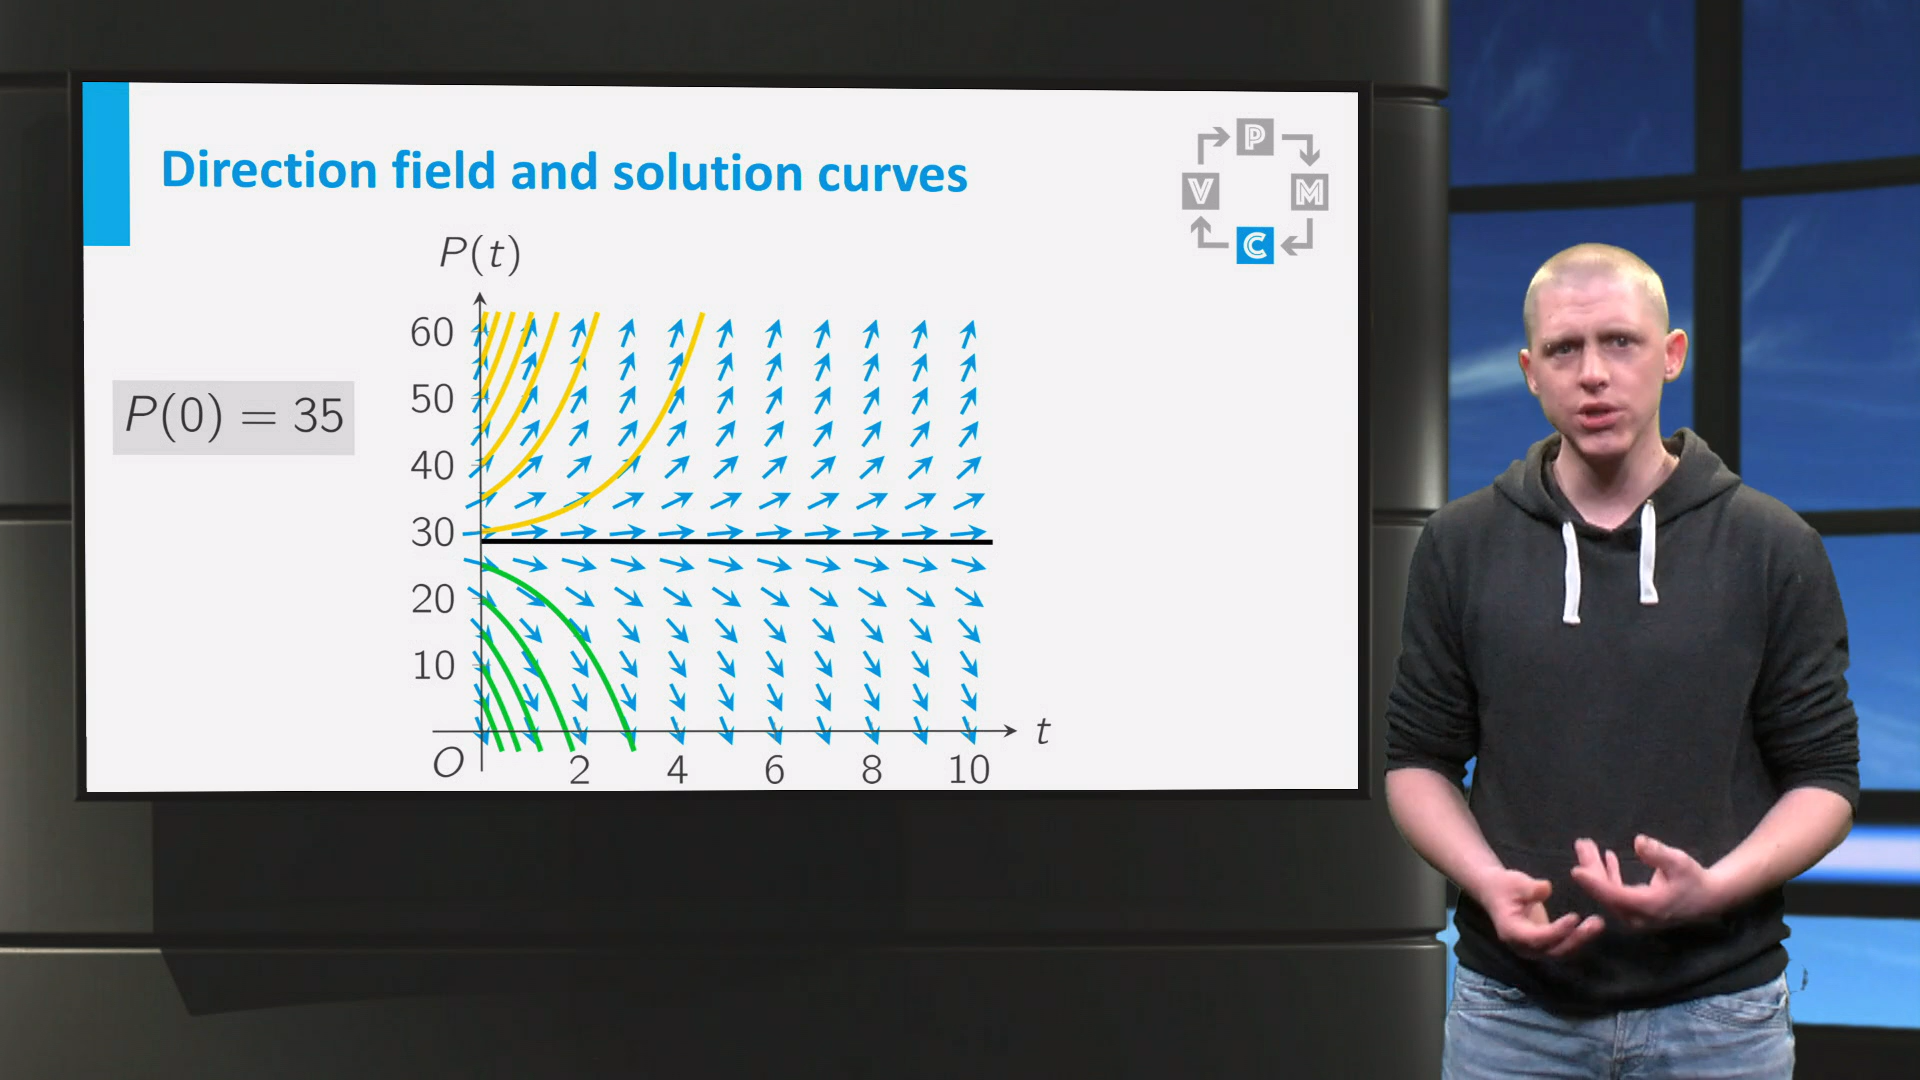 Direction field and solution curves
P
V
M
C
P(t)
60
50
P(0) = 35
40
30
20
10
t
O
2
4
6
8
10